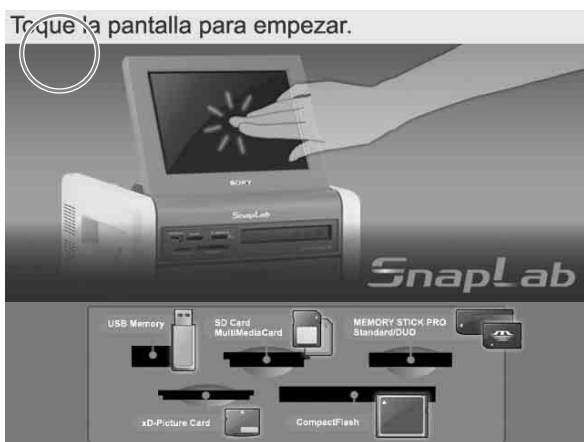 Toque la pantalla para empezar.
SONY
SnapLab
SnapLab
USB Memory
SD Card
MultiMediaCard
MEMORY STICK PRO
Standard/DUO
xD-Picture Card
CompactFlash